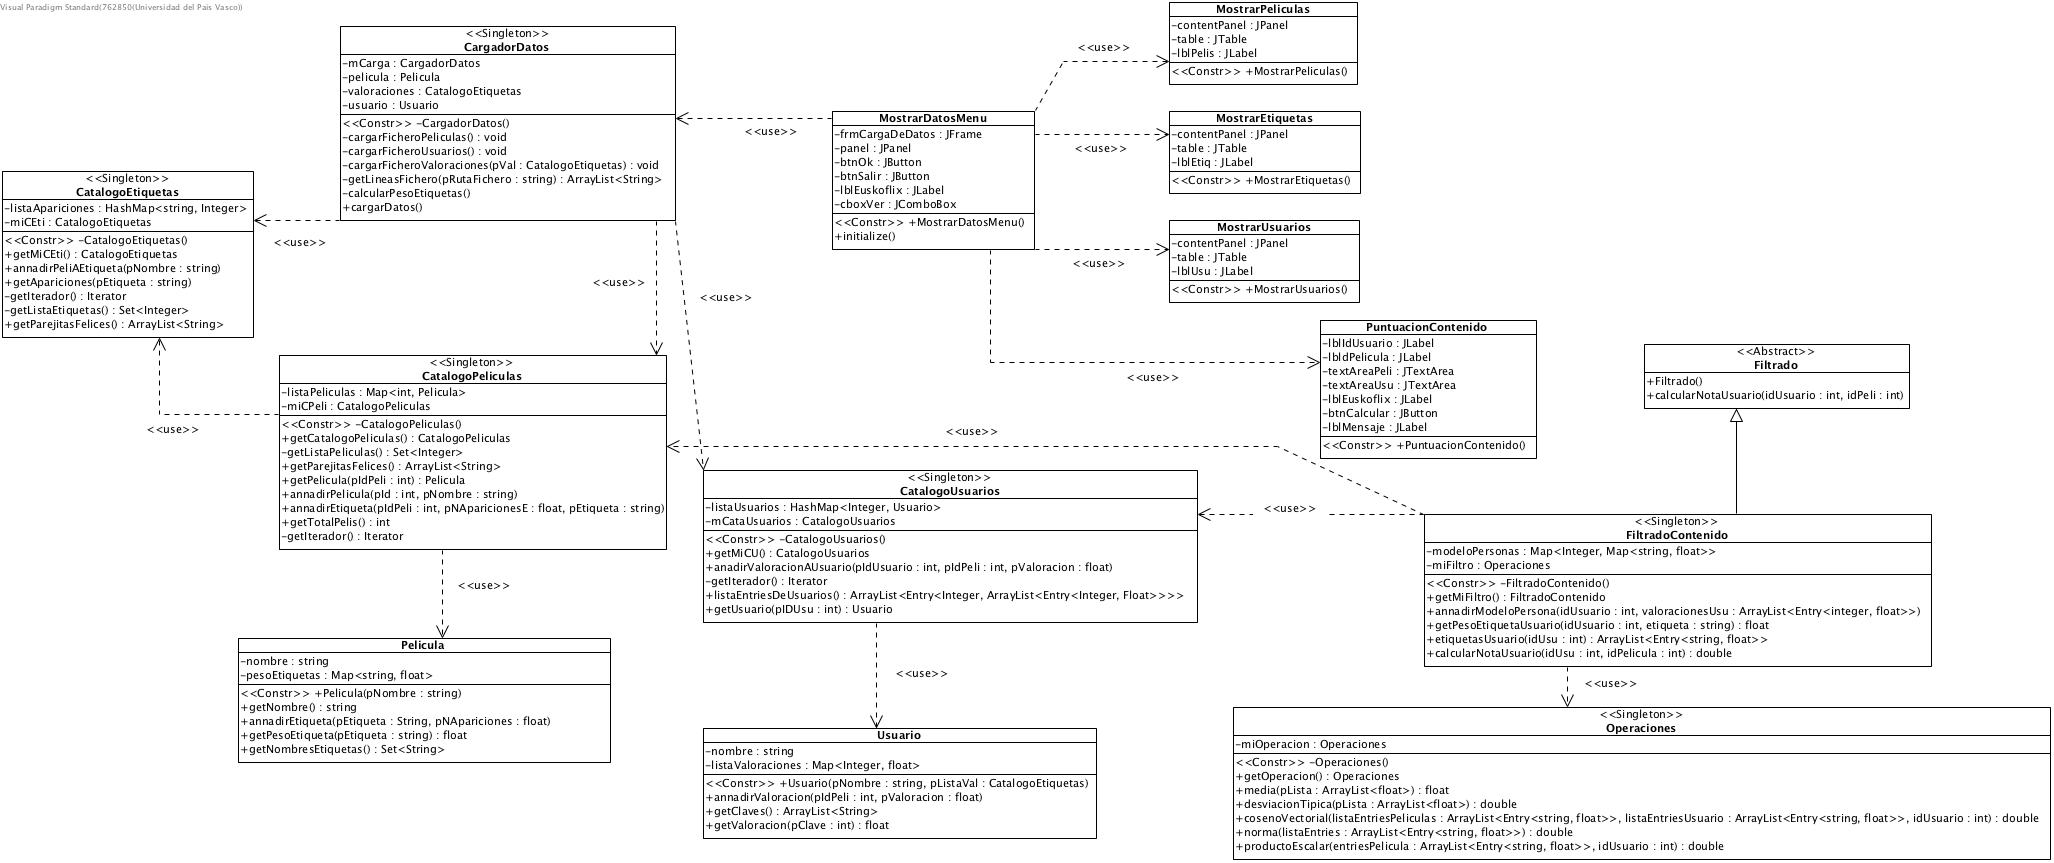 Visual Paradigm Standard(762850(Universidad del Pais Vasco))
<<Singleton>>
CargadorDatos
-mCarga : CargadorDatos
-pelicula : Pelicula
-valoraciones : CatalogoEtiquetas
-usuario : Usuario
<<Constr>> -CargadorDatos()
-cargarFicheroPeliculas() : void
-cargarFicheroUsuarios() : void
-cargarFicheroValoraciones(pVal : CatalogoEtiquetas) : void
-getLineasFichero(pRutaFichero : string) : ArrayList<String>
-calcularPesoEtiquetas()
+cargarDatos()
<<use>>
MostrarDatosMenu
-frmCargaDeDatos : JFrame
-panel : JPanel
-btnOk : JButton
-btnSalir : JButton
-lblEuskoflix : JLabel
-cboxVer : JComboBox
<<Constr>> +MostrarDatosMenu()
+initialize()
<<use>>
MostrarPeliculas
-contentPanel : JPanel
-table : JTable
-lblPelis : JLabel
<<Constr>> +MostrarPeliculas()
<<use>>
MostrarEtiquetas
-contentPanel : JPanel
-table : JTable
-lblEtiq : JLabel
<<Constr>> +MostrarEtiquetas()
<<use>>
MostrarUsuarios
-contentPanel : JPanel
-table : JTable
-lblUsu : JLabel
<<Constr>> +MostrarUsuarios()
<<Singleton>>
CatalogoEtiquetas
-listaApariciones : HashMap<string, Integer>
-miCEti : CatalogoEtiquetas
<<Constr>> -CatalogoEtiquetas()
+getMiCEti() : CatalogoEtiquetas
+annadirPeliAEtiqueta(pNombre : string)
+getApariciones(pEtiqueta : string)
-getIterador() : Iterator
-getListaEtiquetas() : Set<Integer>
+getParejitasFelices() : ArrayList<String>
<<use>>
<<use>>
<<use>>
<<use>>
PuntuacionContenido
-lblIdUsuario : JLabel
-lbIdPelicula : JLabel
-textAreaPeli : JTextArea
-textAreaUsu : JTextArea
-lblEuskoflix : JLabel
-btnCalcular : JButton
-lblMensaje : JLabel
<<Constr>> +PuntuacionContenido()
<<Abstract>>
Filtrado
+Filtrado()
+calcularNotaUsuario(idUsuario : int, idPeli : int)
<<use>>
<<Singleton>>
CatalogoPeliculas
-listaPeliculas : Map<int, Pelicula>
-miCPeli : CatalogoPeliculas
<<Constr>> -CatalogoPeliculas()
+getCatalogoPeliculas() : CatalogoPeliculas
-getListaPeliculas() : Set<Integer>
+getParejitasFelices() : ArrayList<String>
+getPelicula(pIdPeli : int) : Pelicula
+annadirPelicula(pId : int, pNombre : string)
+annadirEtiqueta(pIdPeli : int, pNAparicionesE : float, pEtiqueta : string)
+getTotalPelis() : int
-getIterador() : Iterator
<<use>>
<<use>>
<<Singleton>>
CatalogoUsuarios
-listaUsuarios : HashMap<Integer, Usuario>
-mCataUsuarios : CatalogoUsuarios
<<Constr>> -CatalogoUsuarios()
+getMiCU() : CatalogoUsuarios
+anadirValoracionAUsuario(pIdUsuario : int, pIdPeli : int, pValoracion : float)
-getIterador() : Iterator
+listaEntriesDeUsuarios() : ArrayList<Entry<Integer, ArrayList<Entry<Integer, Float>>>>
+getUsuario(pIDUsu : int) : Usuario
<<use>>
<<Singleton>>
FiltradoContenido
-modeloPersonas : Map<Integer, Map<string, float>>
-miFiltro : Operaciones
<<Constr>> -FiltradoContenido()
+getMiFiltro() : FiltradoContenido
+annadirModeloPersona(idUsuario : int, valoracionesUsu : ArrayList<Entry<integer, float>>)
+getPesoEtiquetaUsuario(idUsuario : int, etiqueta : string) : float
+etiquetasUsuario(idUsu : int) : ArrayList<Entry<string, float>>
+calcularNotaUsuario(idUsu : int, idPelicula : int) : double
<<use>>
Pelicula
-nombre : string
-pesoEtiquetas : Map<string, float>
<<Constr>> +Pelicula(pNombre : string)
+getNombre() : string
+annadirEtiqueta(pEtiqueta : String, pNApariciones : float)
+getPesoEtiqueta(pEtiqueta : string) : float
+getNombresEtiquetas() : Set<String>
<<use>>
<<use>>
Usuario
-nombre : string
-listaValoraciones : Map<Integer, float>
<<Constr>> +Usuario(pNombre : string, pListaVal : CatalogoEtiquetas)
+annadirValoracion(pIdPeli : int, pValoracion : float)
+getClaves() : ArrayList<String>
+getValoracion(pClave : int) : float
<<Singleton>>
Operaciones
-miOperacion : Operaciones
<<Constr>> -Operaciones()
+getOperacion() : Operaciones
+media(pLista : ArrayList<float>) : float
+desviacionTipica(pLista : ArrayList<float>) : double
+cosenoVectorial(listaEntriesPeliculas : ArrayList<Entry<string, float>>, listaEntriesUsuario : ArrayList<Entry<string, float>>, idUsuario : int) : double
+norma(listaEntries : ArrayList<Entry<string, float>>) : double
+productoEscalar(entriesPelicula : ArrayList<Entry<string, float>>, idUsuario : int) : double